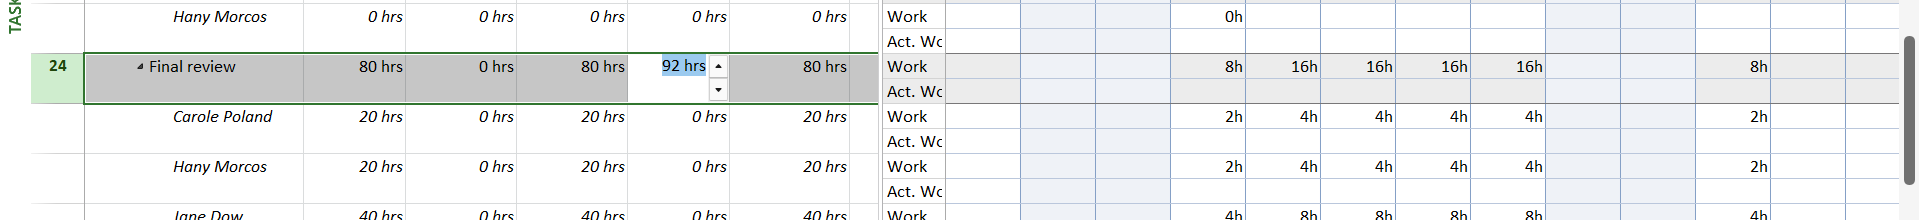 TASK
Hany Morcos 0 hrs 0 hrs 0 hrs 0 hrs 0 hrs Work 0h
Act. Wc
24 Final review 80 hrs 0 hrs 80 hrs 92 hrs 80 hrs Work 8h 16h 16h 16h 16h 8h
Act. Wc
Carole Poland 20 hrs 0 hrs 20 hrs 0 hrs 20 hrs Work 2h 4h 4h 4h 4h 2h
Act. Wc
Hany Morcos 20 hrs 0 hrs 20 hrs 0 hrs 20 hrs Work 2h 4h 4h 4h 4h 2h
Act. Wc
Jane Dow 40 hrs 0 hrs 40 hrs 0 hrs 40 hrs Work 4h 8h 8h 8h 8h 4h